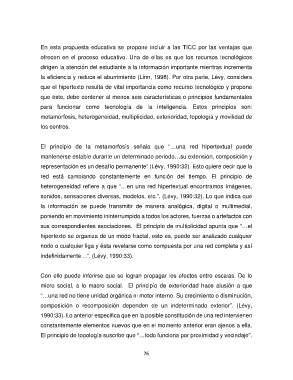 En esta propuesta educativa se propone incluir a las TICC por las ventajas que
ofrecen en el proceso educativo. Una de ellas es que los recursos tecnológicos
dirigen la atención del estudiante a la información importante mientras incrementa
la eficiencia y reduce el aburrimiento (Linn, 1998). Por otra parte, Lévy, considera
que el hipertexto resulta de vital importancia como recurso tecnológico y propone
que éste, debe contener al menos seis características o principios fundamentales
para funcionar como tecnología de la inteligencia. Estos principios son:
metamorfosis, heterogeneidad, multiplicidad, exterioridad, topología y movilidad de
los centros.
El principio de la metamorfosis señala que “…una red hipertextual puede
mantenerse estable durante un determinado período…su extensión, composición y
representación es un desafío permanente” (Lévy, 1990:33). Esto quiere decir que la
red está cambiando constantemente en función del tiempo. El principio de
heterogeneidad refiere a que “…en una red hipertextual encontramos imágenes,
sonidos, sensaciones diversas, modelos, etc.”. (Lévy, 1990:32). Lo que indica que
la información se puede transmitir de manera analógica, digital o multimedial,
poniendo en movimiento ininterrumpido a todos los actores, fuerzas o artefactos con
sus correspondientes asociaciones. El principio de multiplicidad apunta que “…el
hipertexto se organiza de un modo fractal, esto es, puede ser analizado cualquier
nodo o cualquier liga y ésta revelarse como compuesta por una red completa y así
indefinidamente…”. (Lévy, 1990:33).
Con ello puede inferirse que se logran propagar los efectos entre escalas. De lo
micro social, a lo macro social. El principio de exterioridad hace alusión a que
“…una red no tiene unidad orgánica ni motor interno. Su crecimiento o disminución,
composición o recomposición dependen de un indeterminado exterior”. (Lévy,
1990:33). Lo anterior especifica que en la posible constitución de una red intervienen
constantemente elementos nuevos que en el momento anterior eran ajenos a ella.
El principio de topología suscribe que “…todo funciona por proximidad y vecindaje”.
76